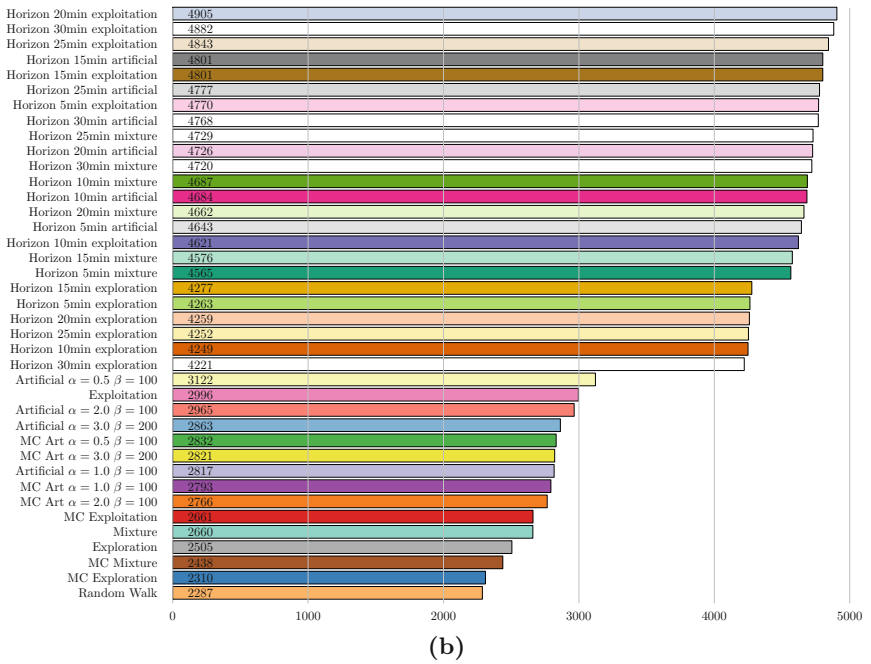 Horizon 20min exploitation 4905
Horizon 30min exploitation 4882
Horizon 25min exploitation 4843
Horizon 15min artificial 4801
Horizon 15min exploitation 4801
Horizon 25min artificial 4777
Horizon 5min exploitation 4770
Horizon 30min artificial 4768
Horizon 25min mixture 4729
Horizon 20min artificial 4726
Horizon 30min mixture 4720
Horizon 10min mixture 4687
Horizon 10min artificial 4684
Horizon 20min mixture 4662
Horizon 5min artificial 4643
Horizon 10min exploitation 4621
Horizon 15min mixture 4576
Horizon 5min mixture 4565
Horizon 15min exploration 4277
Horizon 5min exploration 4263
Horizon 20min exploration 4259
Horizon 25min exploration 4252
Horizon 10min exploration 4249
Horizon 30min exploration 4221
Artificial α = 0.5 β = 100 3122
Exploitation 2996
Artificial α = 2.0 β = 100 2965
Artificial α = 3.0 β = 200 2863
MC Art α = 0.5 β = 100 2832
MC Art α = 3.0 β = 200 2821
Artificial α = 1.0 β = 100 2817
MC Art α = 1.0 β = 100 2793
MC Art α = 2.0 β = 100 2766
MC Exploitation 2661
Mixture 2660
Exploration 2505
MC Mixture 2438
MC Exploration 2310
Random Walk 2287
0 1000 2000 3000 4000 5000
(b)